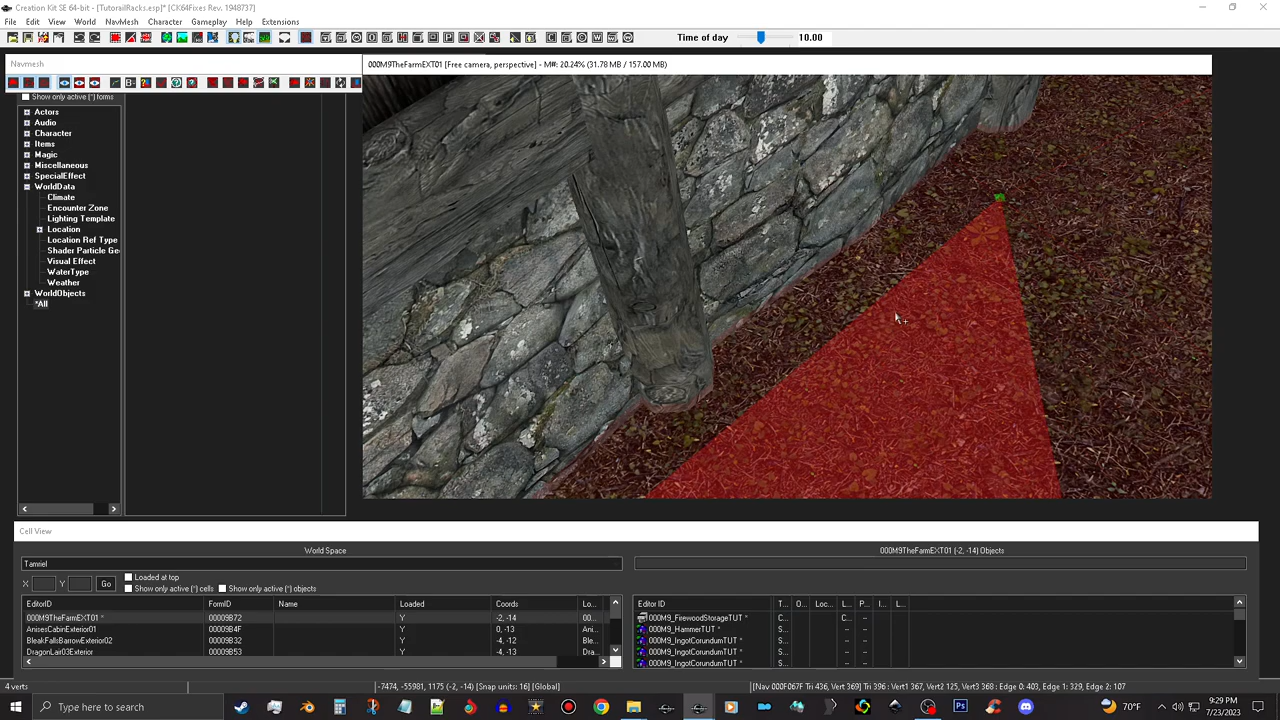 Creation Kit SE 64-bit - [TutorailRacks.esp]* [CK64Fixes Rev. 1948737]
File Edit View World NavMesh Character Gameplay Help Extensions
Time of day 10.00
Navmesh
000M9TheFarmEXT01 [Free camera, perspective] - M#: 20.24% (31.78 MB / 157.00 MB)
Show only active (*) forms
Actors
Audio
Character
Items
Magic
Miscellaneous
SpecialEffect
WorldData
Climate
Encounter Zone
Lighting Template
Location
Location Ref Type
Shader Particle Ge
Visual Effect
WaterType
Weather
WorldObjects
*All
Cell View
World Space
000M9TheFarmEXT01 (-2, -14) Objects
Tamriel
X Y Go Loaded at top
Show only active (*) cells Show only active (*) objects
EditorID FormID Name Loaded Coords Lo...
000M9TheFarmEXT01 * 00009B72 Y -2, -14 00...
AnisesCabinExterior01 00009B4F Y 0, -13 Ani...
BleakFallsBarrowExterior02 00009B32 Y -4, -12 Ble...
DragonLair03Exterior 00009B53 Y -4, -13 Dra...
Editor ID T... O... Loc... L... P... I... L...
000M9_FirewoodStorageTUT * C... C... --
000M9_HammerTUT * S... -- --
000M9_IngotCorundumTUT * S... -- --
000M9_IngotCorundumTUT * S... -- --
000M9_IngotCorundumTUT * S... -- --
4 verts -7474, -55981, 1175 (-2, -14) [Snap units: 16] [Global] [Nav 000F067F Tri 436, Vert 369] Tri 396 : Vert1 367, Vert2 125, Vert3 368 : Edge 0: 403, Edge 1: 329, Edge 2: 107
Type here to search
70°F
9:29 PM
7/23/2023